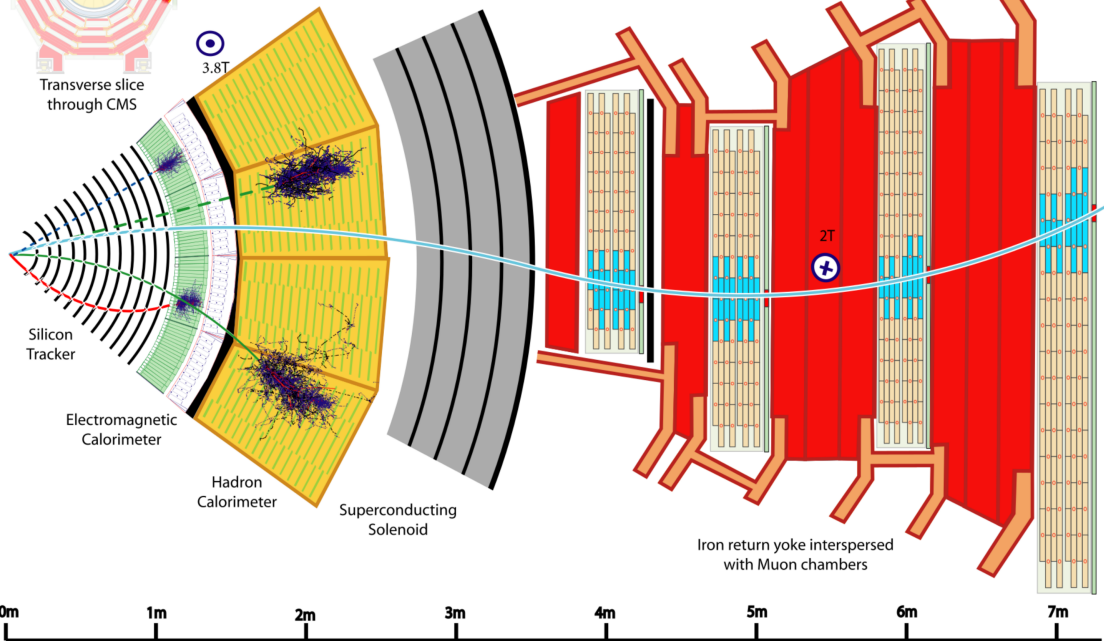 3.8T
Transverse slice
through CMS
2T
Silicon
Tracker
Electromagnetic
Calorimeter
Hadron
Calorimeter
Superconducting
Solenoid
Iron return yoke interspersed
with Muon chambers
0m 1m 2m 3m 4m 5m 6m 7m